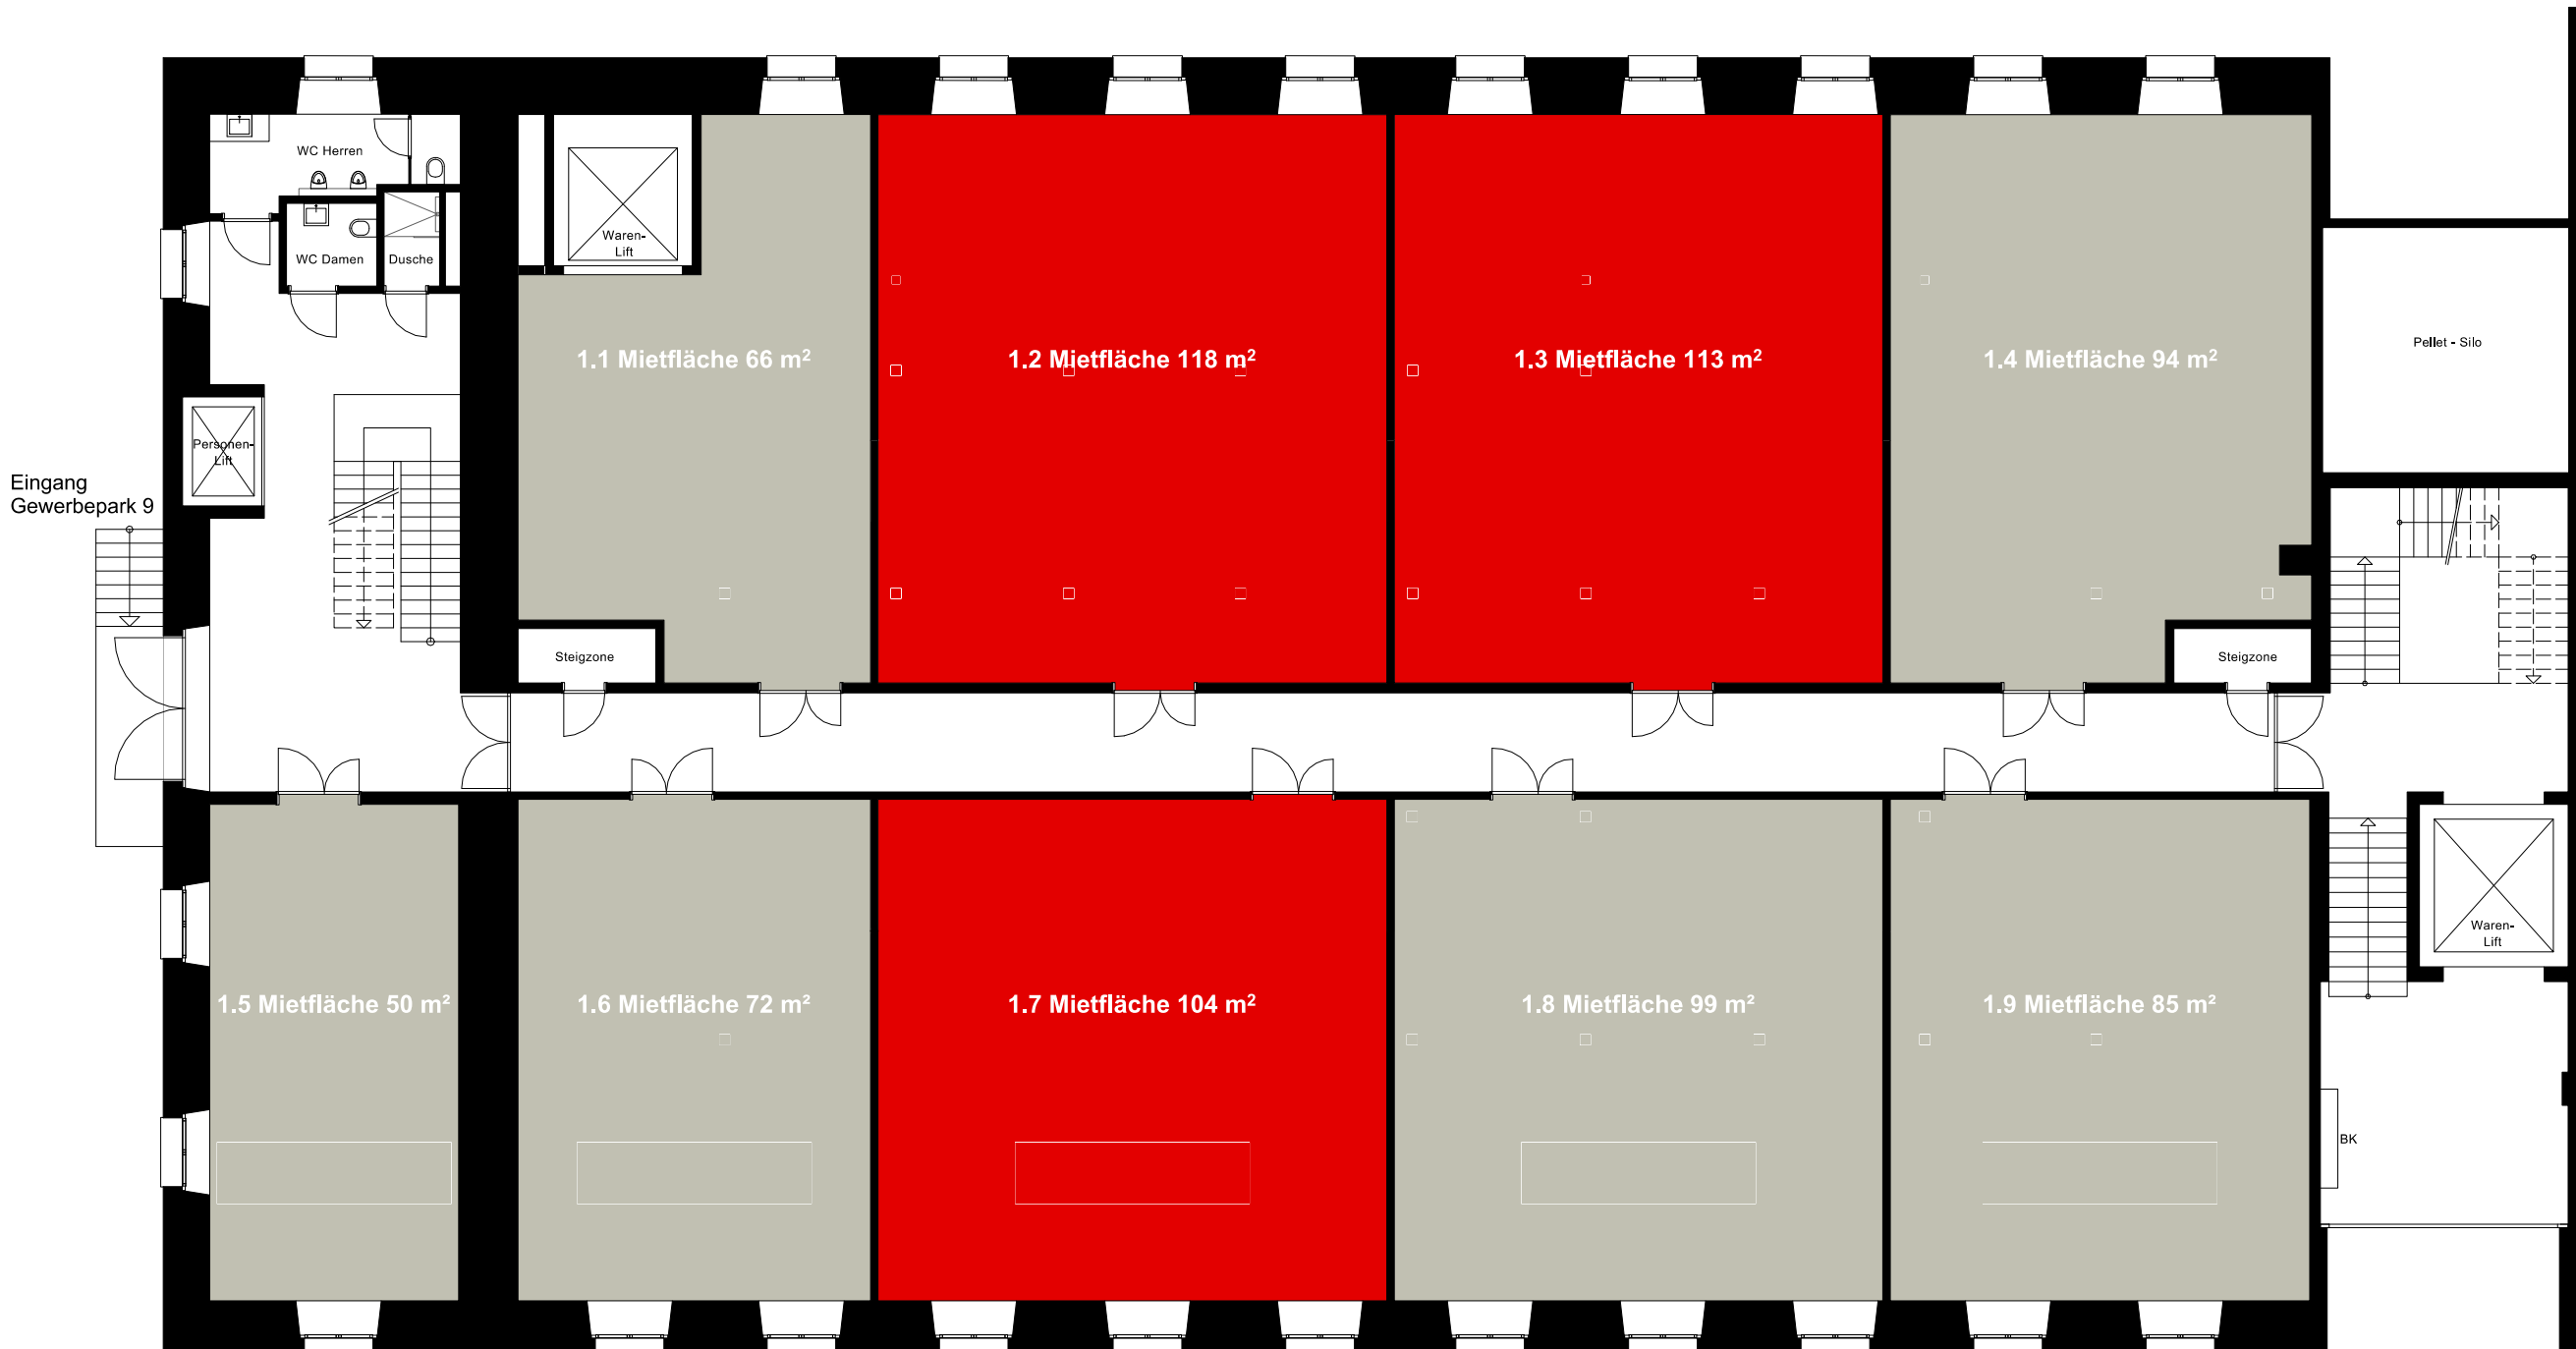 WC Herren
WC Damen
Dusche
Waren-
Lift
1.1 Mietfläche 66 m²
1.2 Mietfläche 118 m²
1.3 Mietfläche 113 m²
1.4 Mietfläche 94 m²
Pellet - Silo
Personen-
Lift
Eingang
Gewerbepark 9
Steigzone
Steigzone
Waren-
Lift
1.5 Mietfläche 50 m²
1.6 Mietfläche 72 m²
1.7 Mietfläche 104 m²
1.8 Mietfläche 99 m²
1.9 Mietfläche 85 m²
BK